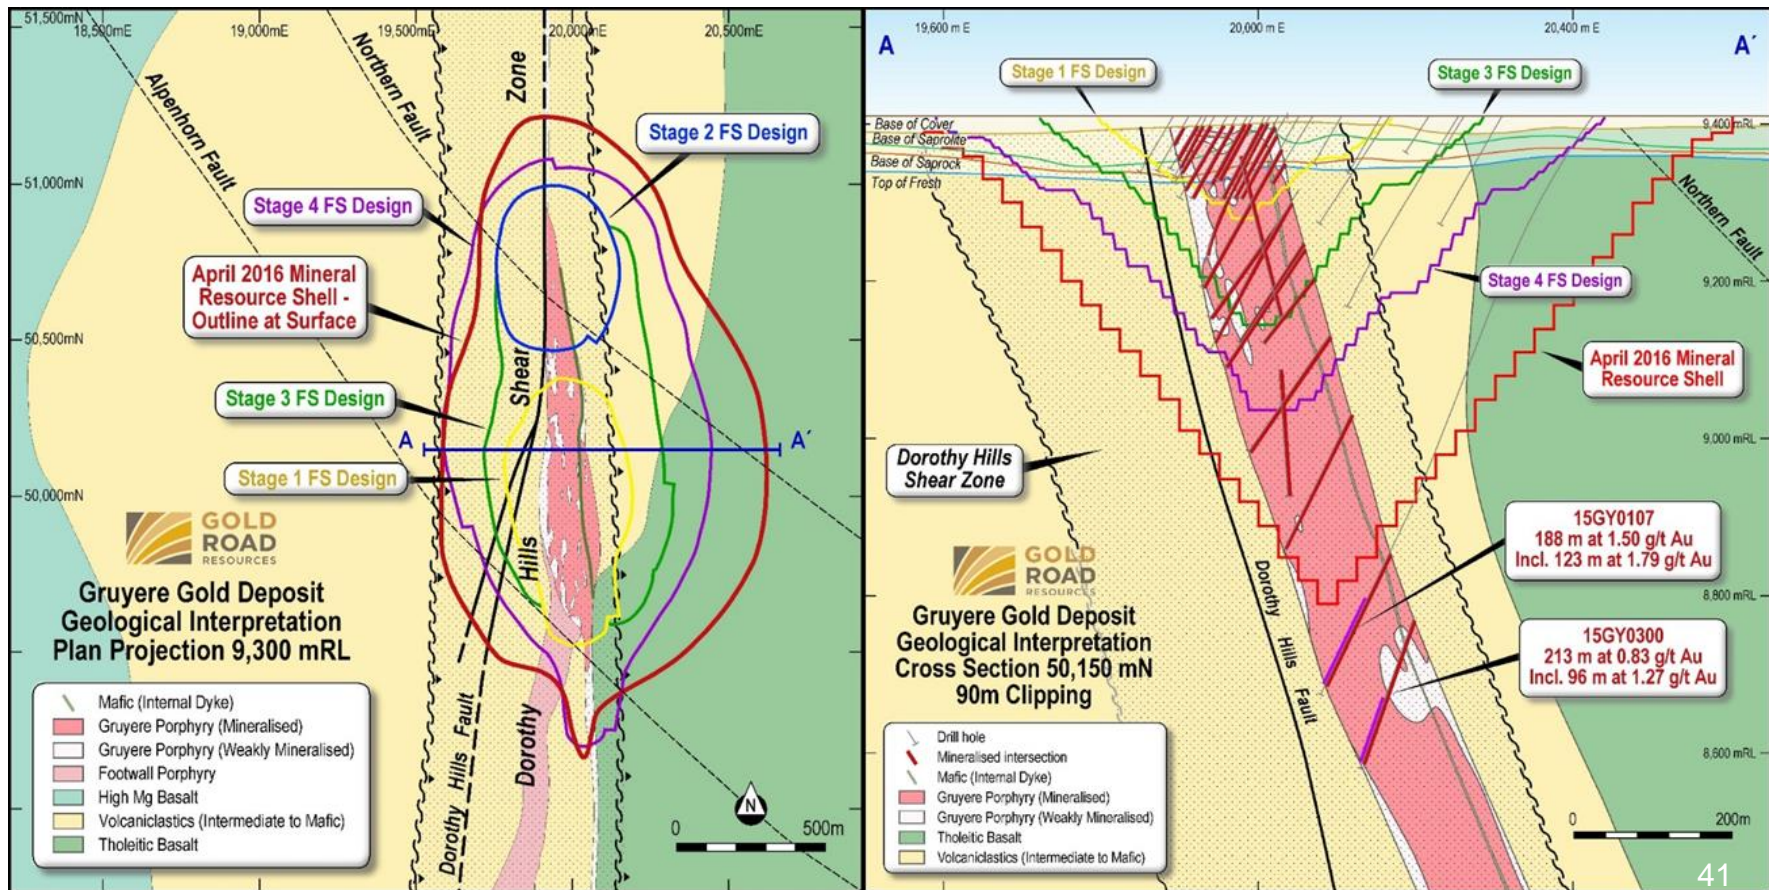 51,500mN
18,500mE
19,000mE
19,500mE
20,000mE
20,500mE
Alpenhorn Fault
Northern Fault
Zone
Stage 2 FS Design
51,000mN
Stage 4 FS Design
April 2016 Mineral
Resource Shell -
Outline at Surface
50,500mN
Shear
Stage 3 FS Design
A
A´
Stage 1 FS Design
50,000mN
Hills
GOLD
ROAD
RESOURCES
Gruyere Gold Deposit
Geological Interpretation
Plan Projection 9,300 mRL
Dorothy
Dorothy Hills Fault
Mafic (Internal Dyke)
Gruyere Porphyry (Mineralised)
Gruyere Porphyry (Weakly Mineralised)
Footwall Porphyry
High Mg Basalt
Volcaniclastics (Intermediate to Mafic)
Tholeitic Basalt
N
0
500m
19,600 mE
20,000 mE
20,400 mE
A
A´
Stage 1 FS Design
Stage 3 FS Design
Base of Cover
Base of Saprolite
Base of Saprock
Top of Fresh
9,400 mRL
Northern Fault
Stage 4 FS Design
9,200 mRL
April 2016 Mineral
Resource Shell
9,000 mRL
Dorothy Hills
Shear Zone
15GY0107
188 m at 1.50 g/t Au
Incl. 123 m at 1.79 g/t Au
GOLD
ROAD
RESOURCES
Dorothy Hills Fault
8,800 mRL
Gruyere Gold Deposit
Geological Interpretation
Cross Section 50,150 mN
90m Clipping
15GY0300
213 m at 0.83 g/t Au
Incl. 96 m at 1.27 g/t Au
8,600 mRL
Drill hole
Mineralised intersection
Mafic (Internal Dyke)
Gruyere Porphyry (Mineralised)
Gruyere Porphyry (Weakly Mineralised)
Tholeitic Basalt
Volcaniclastics (Intermediate to Mafic)
0
200m
41